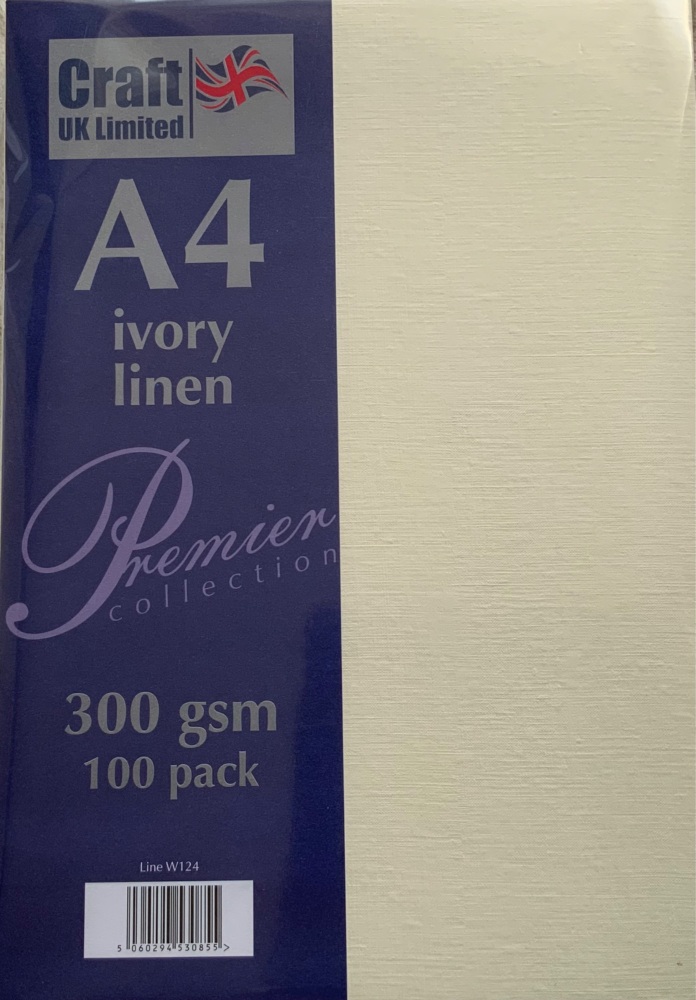 Craft
UK Limited
A4
ivory
linen
Premier
collection
300 gsm
100 pack
Line W124
5 060294 530855 >